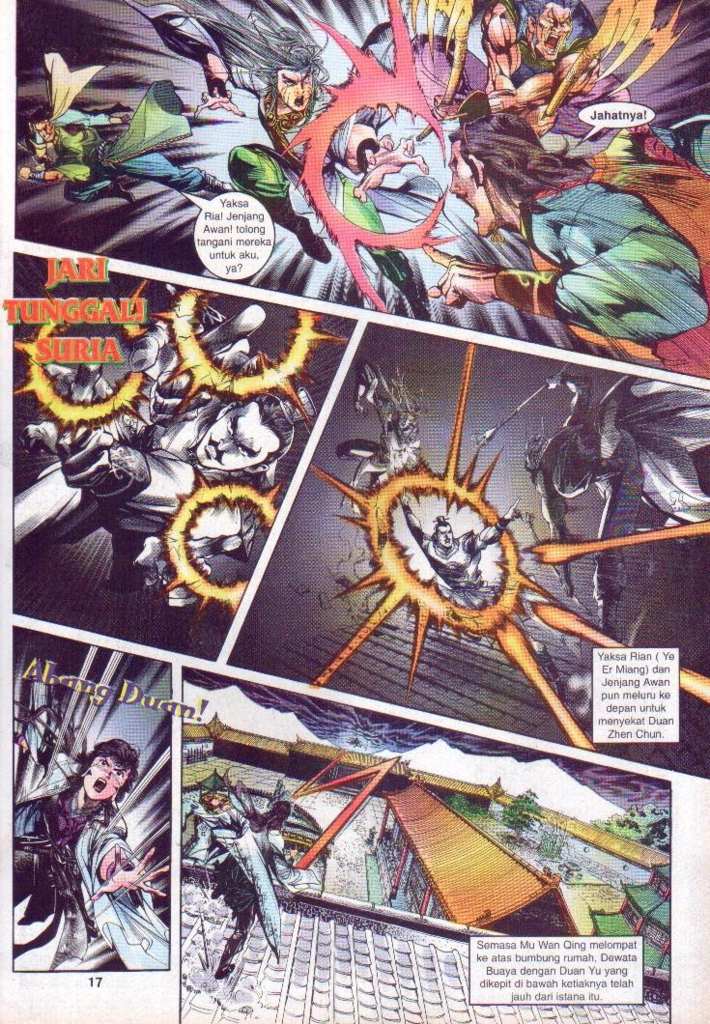 Jahatnya!
Yaksa
Ria! Jenjang
Awan! tolong
tangani mereka
untuk aku,
ya?
JARI
TUNGGAL!
SURIA
Yaksa Rian ( Ye
Er Miang) dan
Jenjang Awan
pun meluru ke
depan untuk
menyekat Duan
Zhen Chun.
Abang Duan!
Semasa Mu Wan Qing melompat
ke atas bumbung rumah, Dewata
Buaya dengan Duan Yu yang
dikepit di bawah ketiaknya telah
jauh dari istana itu.
17